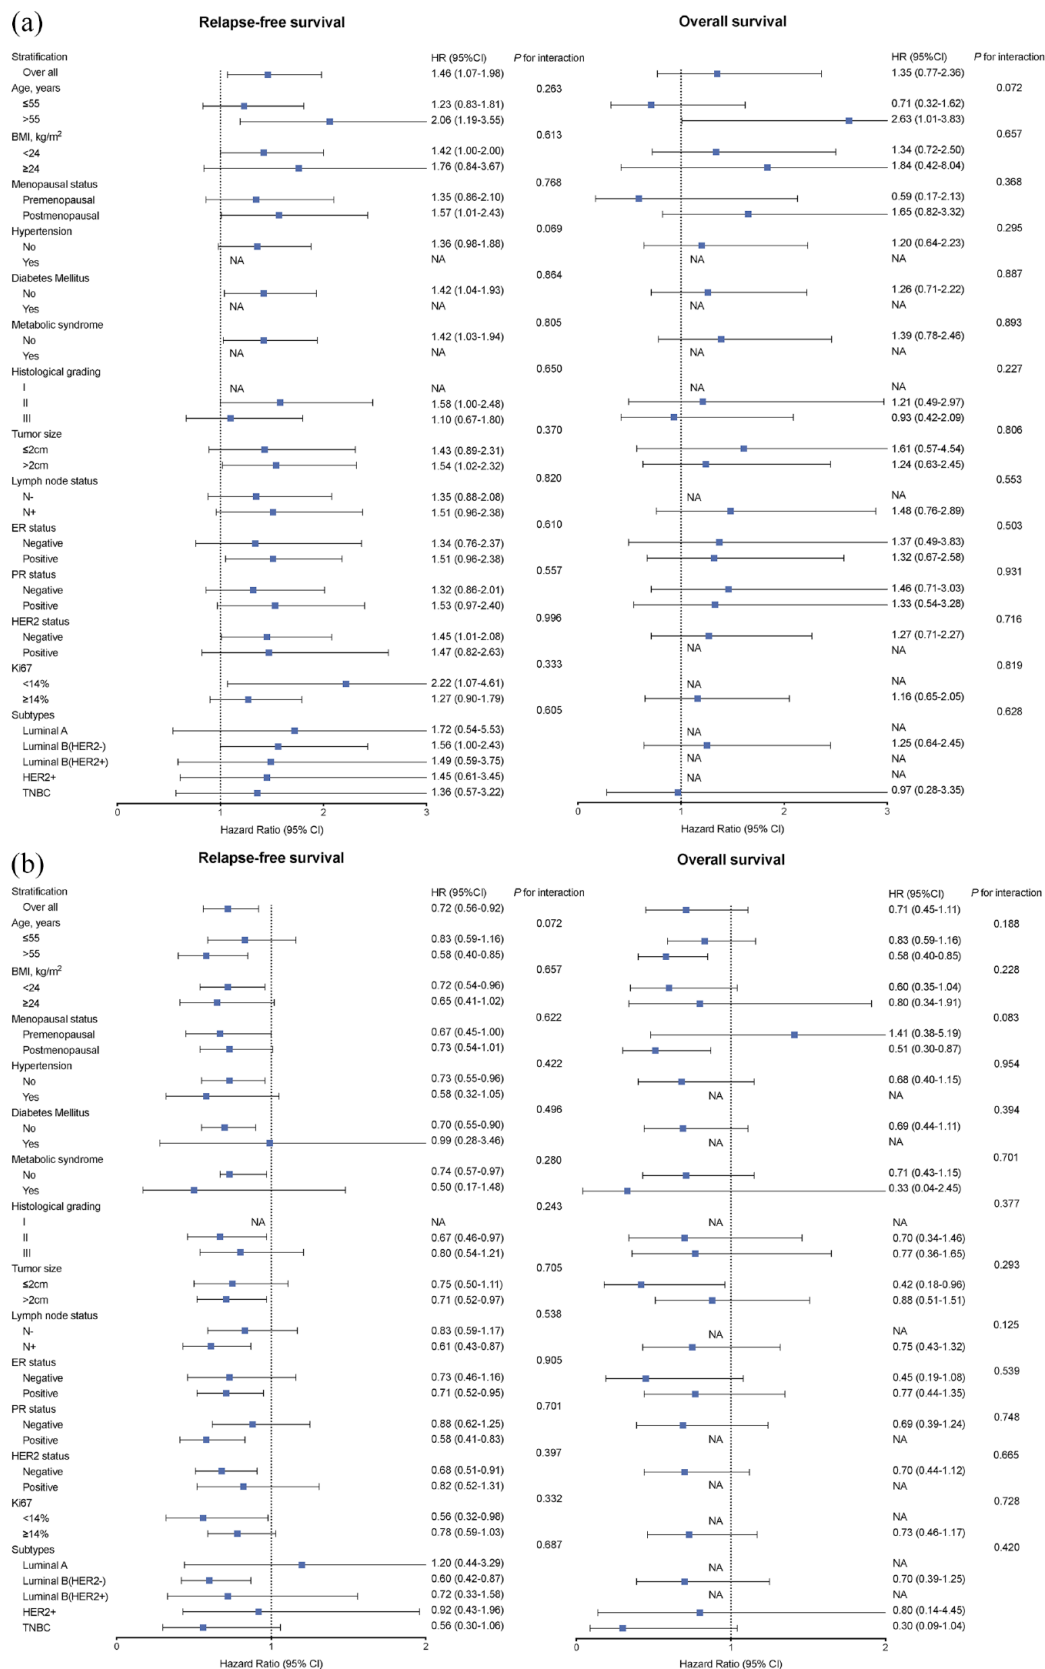 (a)
Relapse-free survival Overall survival
Stratification HR (95%CI) P for interaction HR (95%CI) P for interaction
Over all 1.46 (1.07-1.98) 1.35 (0.77-2.36)
Age, years 0.263 0.072
≤55 1.23 (0.83-1.81) 0.71 (0.32-1.62)
>55 2.06 (1.19-3.55) 2.63 (1.01-3.83)
BMI, kg/m² 0.613 0.657
<24 1.42 (1.00-2.00) 1.34 (0.72-2.50)
≥24 1.76 (0.84-3.67) 1.84 (0.42-8.04)
Menopausal status 0.768 0.368
Premenopausal 1.35 (0.86-2.10) 0.59 (0.17-2.13)
Postmenopausal 1.57 (1.01-2.43) 1.65 (0.82-3.32)
Hypertension 0.069 0.295
No 1.36 (0.98-1.88) 1.20 (0.64-2.23)
Yes NA NA NA NA
Diabetes Mellitus 0.864 0.887
No 1.42 (1.04-1.93) 1.26 (0.71-2.22)
Yes NA NA NA NA
Metabolic syndrome 0.805 0.893
No 1.42 (1.03-1.94) 1.39 (0.78-2.46)
Yes NA NA NA NA
Histological grading 0.650 0.227
I NA NA NA NA
II 1.58 (1.00-2.48) 1.21 (0.49-2.97)
III 1.10 (0.67-1.80) 0.93 (0.42-2.09)
Tumor size 0.370 0.806
≤2cm 1.43 (0.89-2.31) 1.61 (0.57-4.54)
>2cm 1.54 (1.02-2.32) 1.24 (0.63-2.45)
Lymph node status 0.820 0.553
N- 1.35 (0.88-2.08) NA NA
N+ 1.51 (0.96-2.38) 1.48 (0.76-2.89)
ER status 0.610 0.503
Negative 1.34 (0.76-2.37) 1.37 (0.49-3.83)
Positive 1.51 (0.96-2.38) 1.32 (0.67-2.58)
PR status 0.557 0.931
Negative 1.32 (0.86-2.01) 1.46 (0.71-3.03)
Positive 1.53 (0.97-2.40) 1.33 (0.54-3.28)
HER2 status 0.996 0.716
Negative 1.45 (1.01-2.08) 1.27 (0.71-2.27)
Positive 1.47 (0.82-2.63) NA NA
Ki67 0.333 0.819
<14% 2.22 (1.07-4.61) NA NA
≥14% 1.27 (0.90-1.79) 1.16 (0.65-2.05)
Subtypes 0.605 0.628
Luminal A 1.72 (0.54-5.53) NA NA
Luminal B(HER2-) 1.56 (1.00-2.43) 1.25 (0.64-2.45)
Luminal B(HER2+) 1.49 (0.59-3.75) NA NA
HER2+ 1.45 (0.61-3.45) NA NA
TNBC 1.36 (0.57-3.22) 0.97 (0.28-3.35)
0 1 2 3 0 1 2 3
Hazard Ratio (95% CI) Hazard Ratio (95% CI)
(b)
Relapse-free survival Overall survival
Stratification HR (95%CI) P for interaction HR (95%CI) P for interaction
Over all 0.72 (0.56-0.92) 0.71 (0.45-1.11)
Age, years 0.072 0.188
≤55 0.83 (0.59-1.16) 0.83 (0.59-1.16)
>55 0.58 (0.40-0.85) 0.58 (0.40-0.85)
BMI, kg/m² 0.657 0.228
<24 0.72 (0.54-0.96) 0.60 (0.35-1.04)
≥24 0.65 (0.41-1.02) 0.80 (0.34-1.91)
Menopausal status 0.622 0.083
Premenopausal 0.67 (0.45-1.00) 1.41 (0.38-5.19)
Postmenopausal 0.73 (0.54-1.01) 0.51 (0.30-0.87)
Hypertension 0.422 0.954
No 0.73 (0.55-0.96) 0.68 (0.40-1.15)
Yes 0.58 (0.32-1.05) NA NA
Diabetes Mellitus 0.496 0.394
No 0.70 (0.55-0.90) 0.69 (0.44-1.11)
Yes 0.99 (0.28-3.46) NA NA
Metabolic syndrome 0.280 0.701
No 0.74 (0.57-0.97) 0.71 (0.43-1.15)
Yes 0.50 (0.17-1.48) 0.33 (0.04-2.45)
Histological grading 0.243 0.377
I NA NA NA NA
II 0.67 (0.46-0.97) 0.70 (0.34-1.46)
III 0.80 (0.54-1.21) 0.77 (0.36-1.65)
Tumor size 0.705 0.293
≤2cm 0.75 (0.50-1.11) 0.42 (0.18-0.96)
>2cm 0.71 (0.52-0.97) 0.88 (0.51-1.51)
Lymph node status 0.538 0.125
N- 0.83 (0.59-1.17) NA NA
N+ 0.61 (0.43-0.87) 0.75 (0.43-1.32)
ER status 0.905 0.539
Negative 0.73 (0.46-1.16) 0.45 (0.19-1.08)
Positive 0.71 (0.52-0.95) 0.77 (0.44-1.35)
PR status 0.701 0.748
Negative 0.88 (0.62-1.25) 0.69 (0.39-1.24)
Positive 0.58 (0.41-0.83) NA NA
HER2 status 0.397 0.665
Negative 0.68 (0.51-0.91) 0.70 (0.44-1.12)
Positive 0.82 (0.52-1.31) NA NA
Ki67 0.332 0.728
<14% 0.56 (0.32-0.98) NA NA
≥14% 0.78 (0.59-1.03) 0.73 (0.46-1.17)
Subtypes 0.687 0.420
Luminal A 1.20 (0.44-3.29) NA NA
Luminal B(HER2-) 0.60 (0.42-0.87) 0.70 (0.39-1.25)
Luminal B(HER2+) 0.72 (0.33-1.58) NA NA
HER2+ 0.92 (0.43-1.96) 0.80 (0.14-4.45)
TNBC 0.56 (0.30-1.06) 0.30 (0.09-1.04)
0 1 2 0 1 2
Hazard Ratio (95% CI) Hazard Ratio (95% CI)